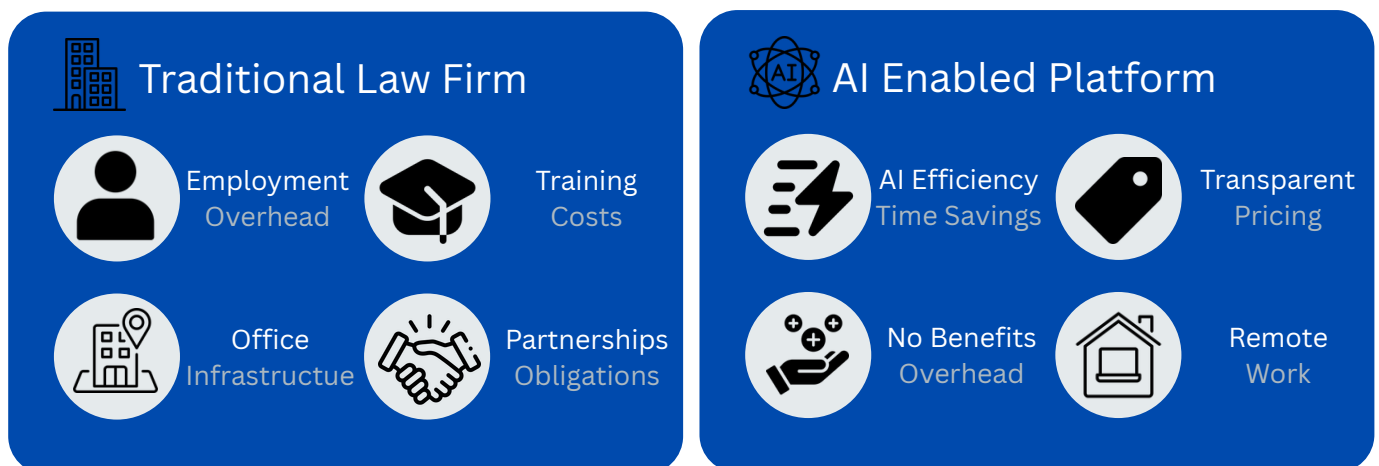 Traditional Law Firm
Employment
Overhead
Training
Costs
Office
Infrastructue
Partnerships
Obligations
AI
AI Enabled Platform
AI Efficiency
Time Savings
Transparent
Pricing
No Benefits
Overhead
Remote
Work